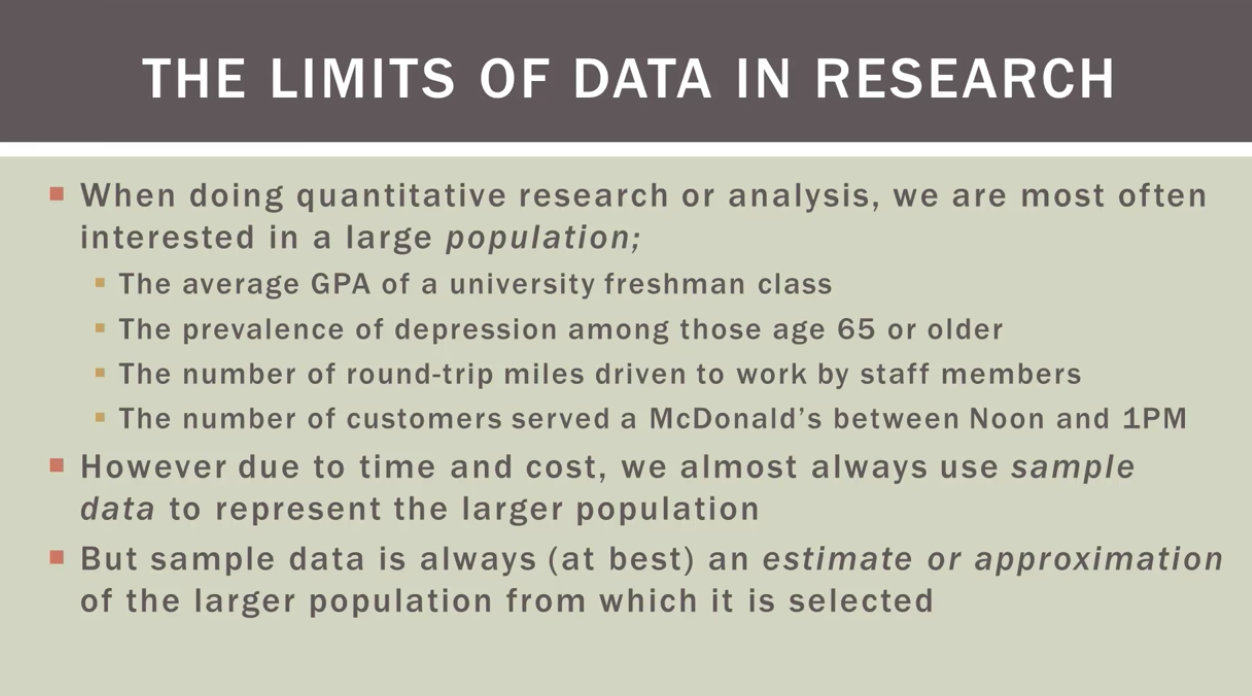 THE LIMITS OF DATA IN RESEARCH
When doing quantitative research or analysis, we are most often
interested in a large population;
The average GPA of a university freshman class
The prevalence of depression among those age 65 or older
The number of round-trip miles driven to work by staff members
The number of customers served a McDonald's between Noon and 1PM
However due to time and cost, we almost always use sample
data to represent the larger population
But sample data is always (at best) an estimate or approximation
of the larger population from which it is selected